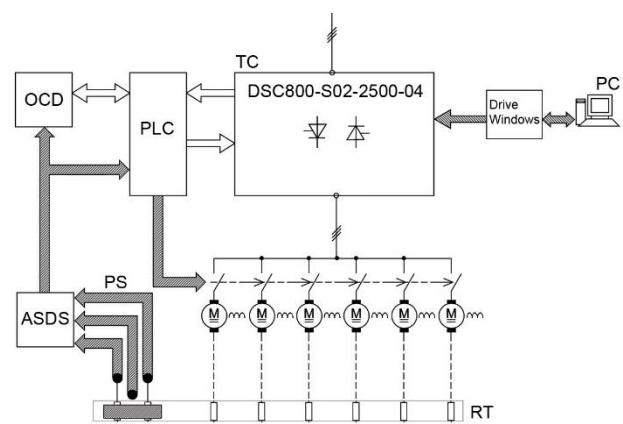 TC
DSC800-S02-2500-04
PC
OCD
PLC
Drive
Windows
PS
ASDS
M
M
M
M
M
M
RT